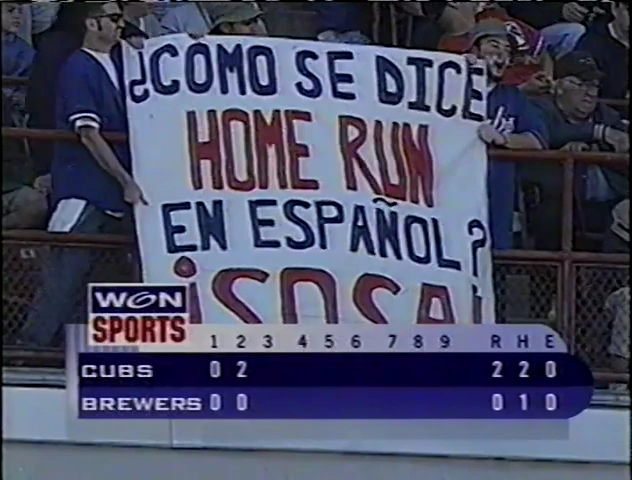 ¿COMO SE DICE
HOME RUN
EN ESPAÑOL?
¡SOSA!
WGN
SPORTS
1 2 3 4 5 6 7 8 9 R H E
CUBS 0 2 2 2 0
BREWERS 0 0 0 1 0